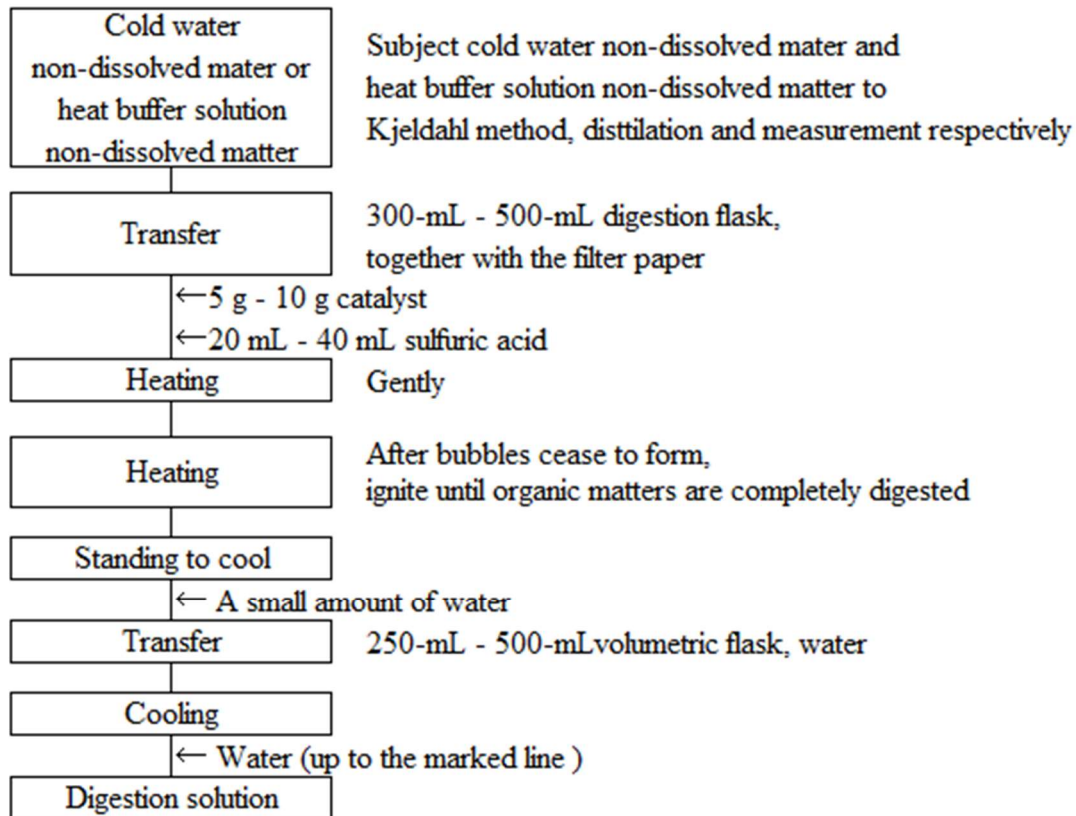 Cold water
non-dissolved mater or
heat buffer solution
non-dissolved matter
Subject cold water non-dissolved mater and
heat buffer solution non-dissolved matter to
Kjeldahl method, disttilation and measurement respectively
Transfer
300-mL - 500-mL digestion flask,
together with the filter paper
←5 g - 10 g catalyst
←20 mL - 40 mL sulfuric acid
Heating
Gently
Heating
After bubbles cease to form,
ignite until organic matters are completely digested
Standing to cool
← A small amount of water
Transfer
250-mL - 500-mLvolumetric flask, water
Cooling
← Water (up to the marked line )
Digestion solution